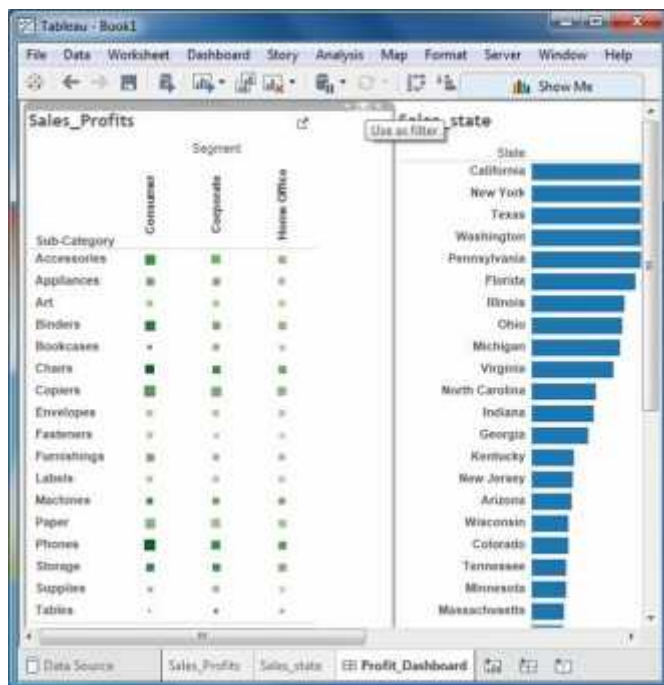 Tableau - Book1
File Data Worksheet Dashboard Story Analysis Map Format Server Window Help
Show Me
Sales_Profits
Use as filter
Sales_state
Segment
Sub-Category
Consumer
Corporate
Home Office
Accessories
Appliances
Art
Binders
Bookcases
Chairs
Copiers
Envelopes
Fasteners
Furnishings
Labels
Machines
Paper
Phones
Storage
Supplies
Tables
State
California
New York
Texas
Washington
Pennsylvania
Florida
Illinois
Ohio
Michigan
Virginia
North Carolina
Indiana
Georgia
Kentucky
New Jersey
Arizona
Wisconsin
Colorado
Tennessee
Minnesota
Massachusetts
Data Source Sales_Profits Sales_state Profit_Dashboard